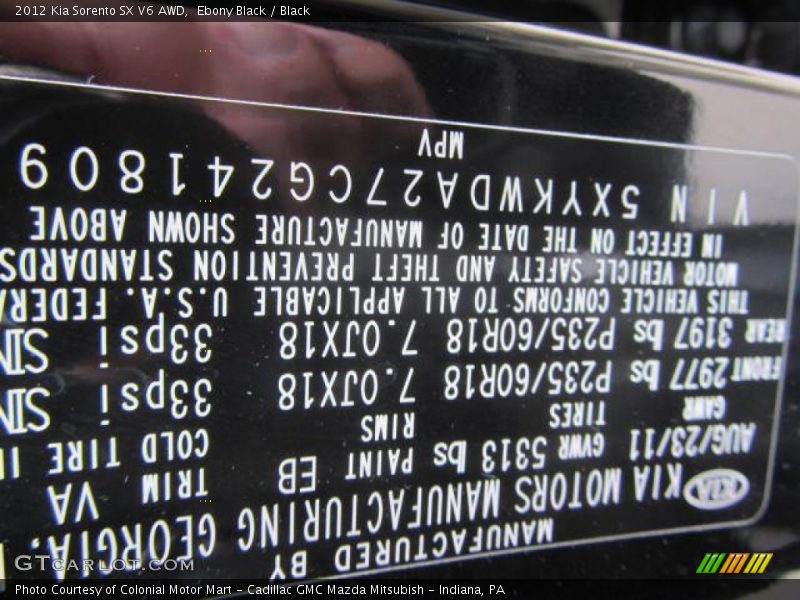 2012 Kia Sorento SX V6 AWD, Ebony Black / Black
MANUFACTURED BY
KIA KIA MOTORS MANUFACTURING GEORGIA,
AUG/23/11 GVWR 5313 lbs PAINT EB TRIM VA
GAWR TIRES RIMS COLD TIRE
FRONT 2977 lbs P235/60R18 7.0JX18 33psi
REAR 3197 lbs P235/60R18 7.0JX18 33psi
THIS VEHICLE CONFORMS TO ALL APPLICABLE U.S.A. FEDERA
MOTOR VEHICLE SAFETY AND THEFT PREVENTION STANDARDS
IN EFFECT ON THE DATE OF MANUFACTURE SHOWN ABOVE
VIN 5XYKWDA27CG241809
MPV
GTCarLot.com
Photo Courtesy of Colonial Motor Mart - Cadillac GMC Mazda Mitsubish - Indiana, PA